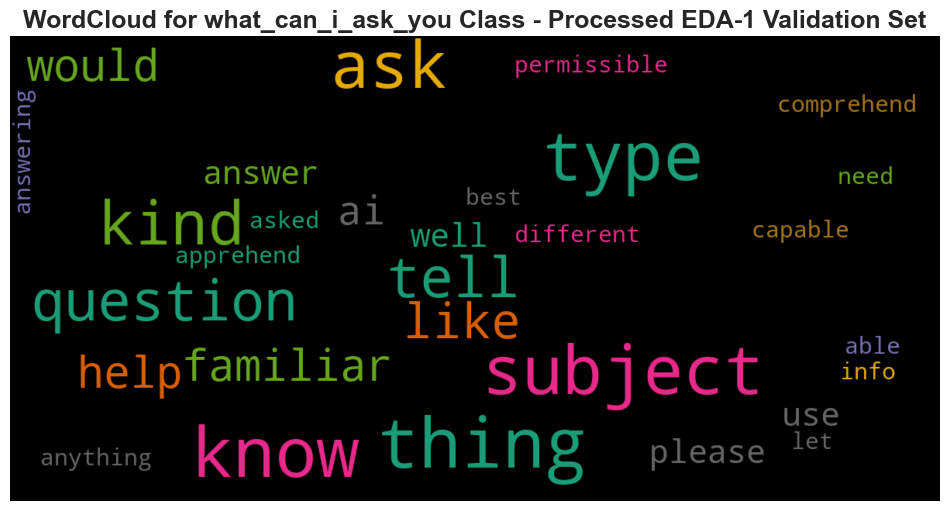 WordCloud for what_can_i_ask_you Class - Processed EDA-1 Validation Set
would
ask
permissible
answering
comprehend
type
answer
need
best
kind
asked
ai
well
different
capable
apprehend
tell
question
like
help
familiar
subject
able
info
know
thing
use
let
please
anything